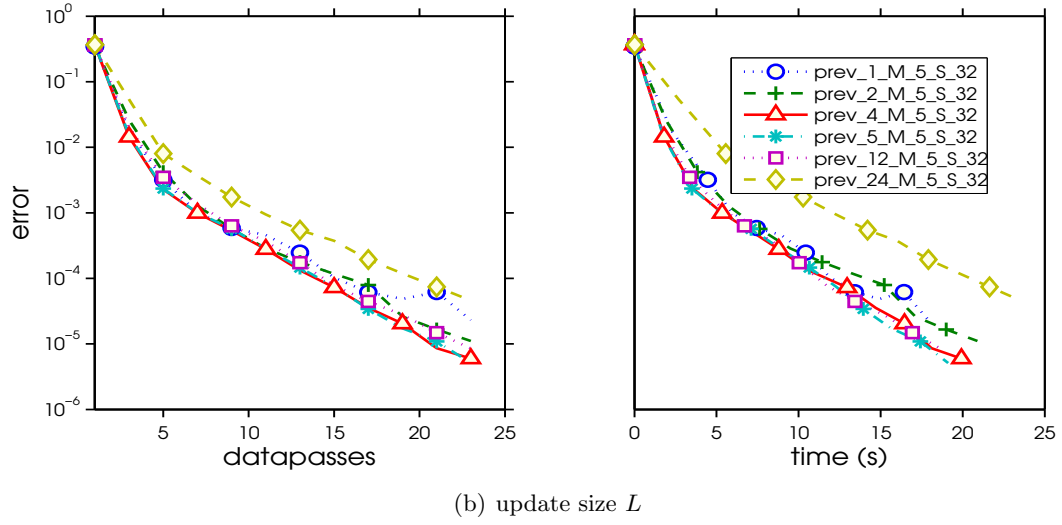 10^0
10^−1
10^−2
10^−3
10^−4
10^−5
10^−6
error
5 10 15 20 25
datapasses
prev_1_M_5_S_32
prev_2_M_5_S_32
prev_4_M_5_S_32
prev_5_M_5_S_32
prev_12_M_5_S_32
prev_24_M_5_S_32
0 5 10 15 20 25
time (s)
(b) update size L